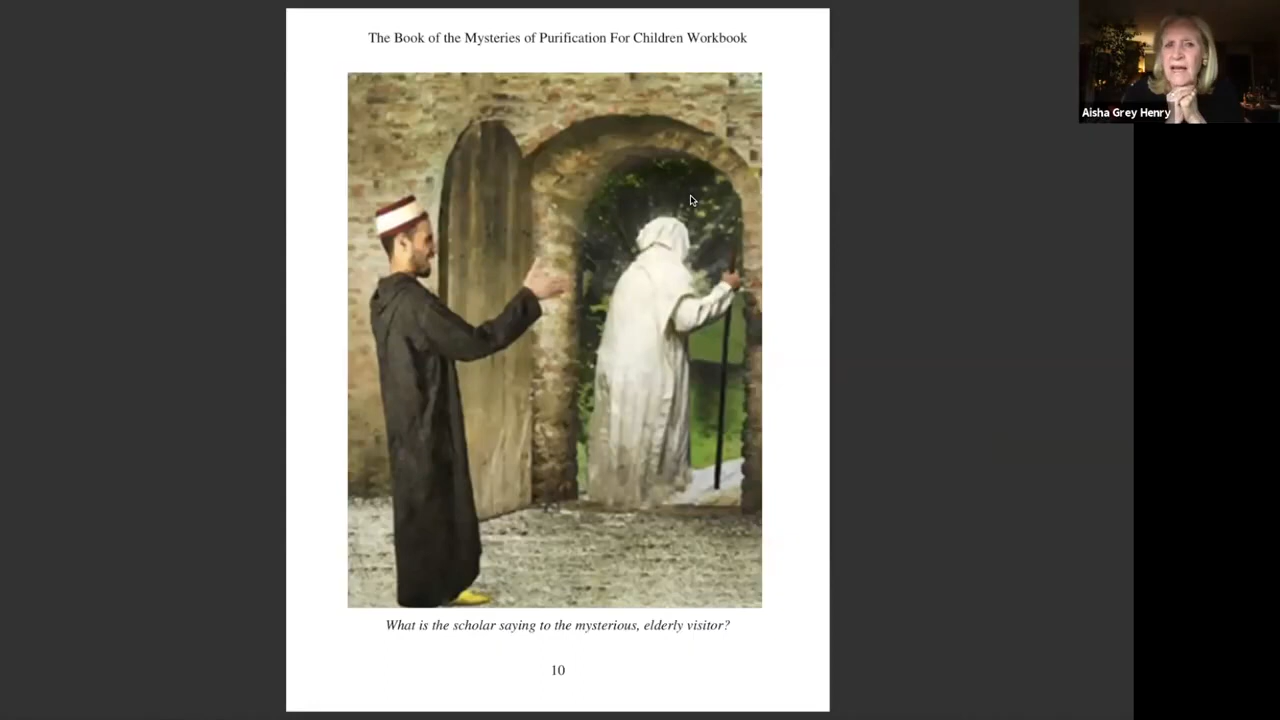 The Book of the Mysteries of Purification For Children Workbook
Aisha Grey Henry
What is the scholar saying to the mysterious, elderly visitor?
10